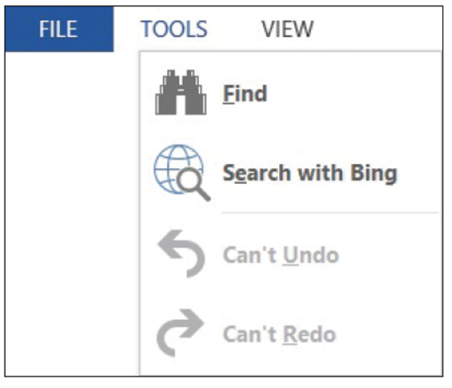 FILE TOOLS VIEW
Find
Search with Bing
Can't Undo
Can't Redo